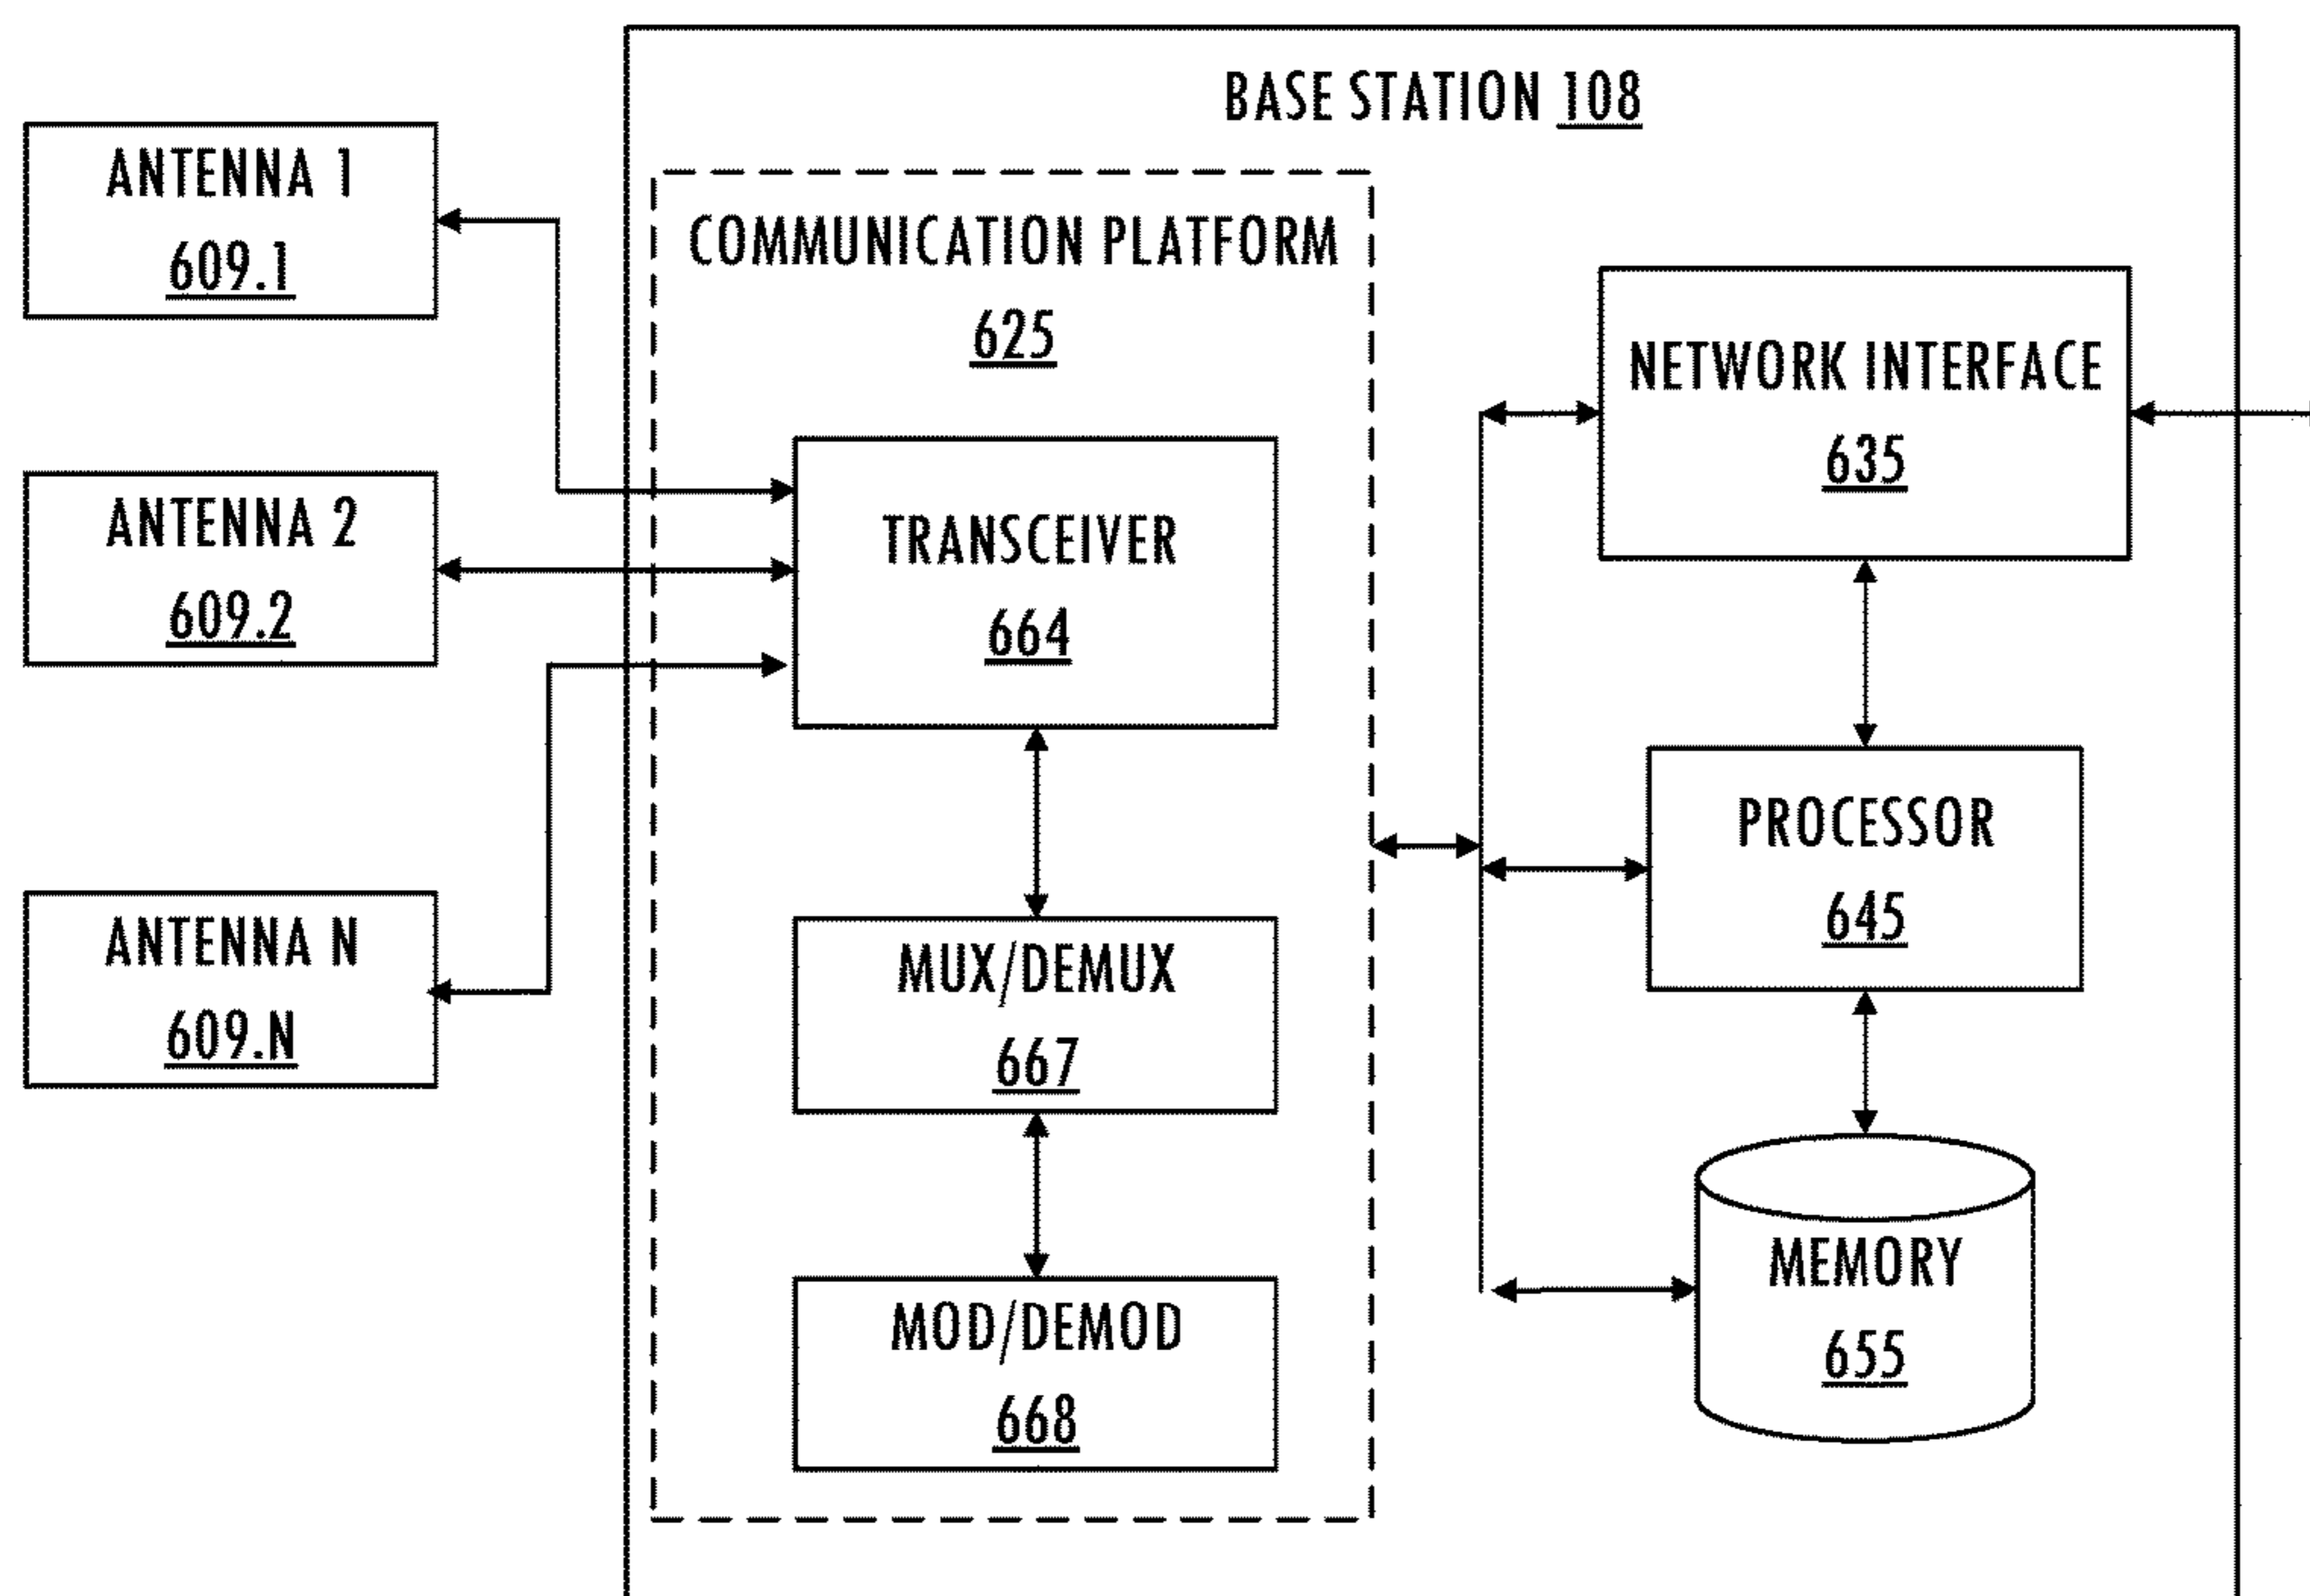 BASE STATION 108
ANTENNA 1
609.1
COMMUNICATION PLATFORM
625
NETWORK INTERFACE
635
ANTENNA 2
609.2
TRANSCEIVER
664
PROCESSOR
645
ANTENNA N
609.N
MUX/DEMUX
667
MEMORY
655
MOD/DEMOD
668